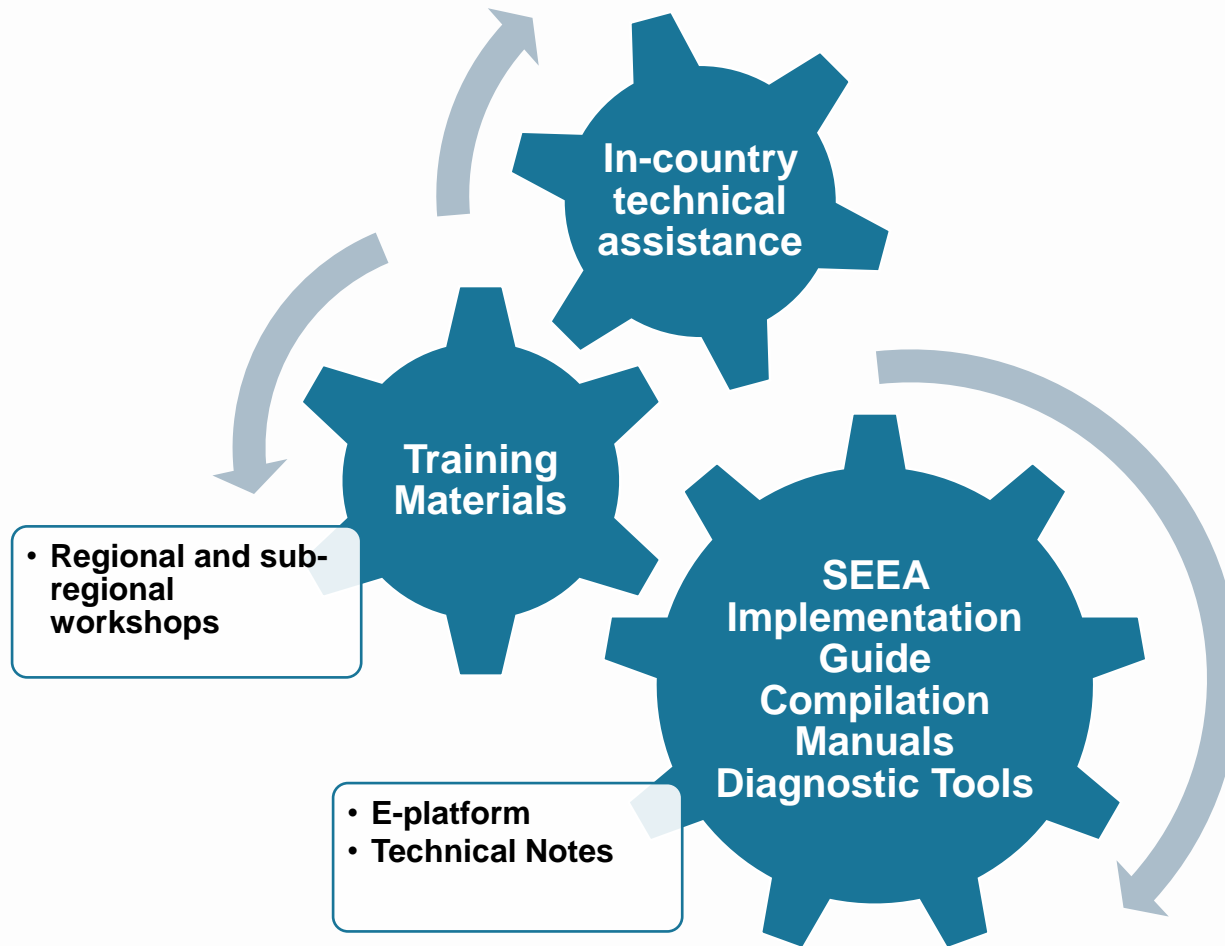 In-country
technical
assistance
Training
Materials
• Regional and sub-
regional
workshops
SEEA
Implementation
Guide
Compilation
Manuals
Diagnostic Tools
• E-platform
• Technical Notes